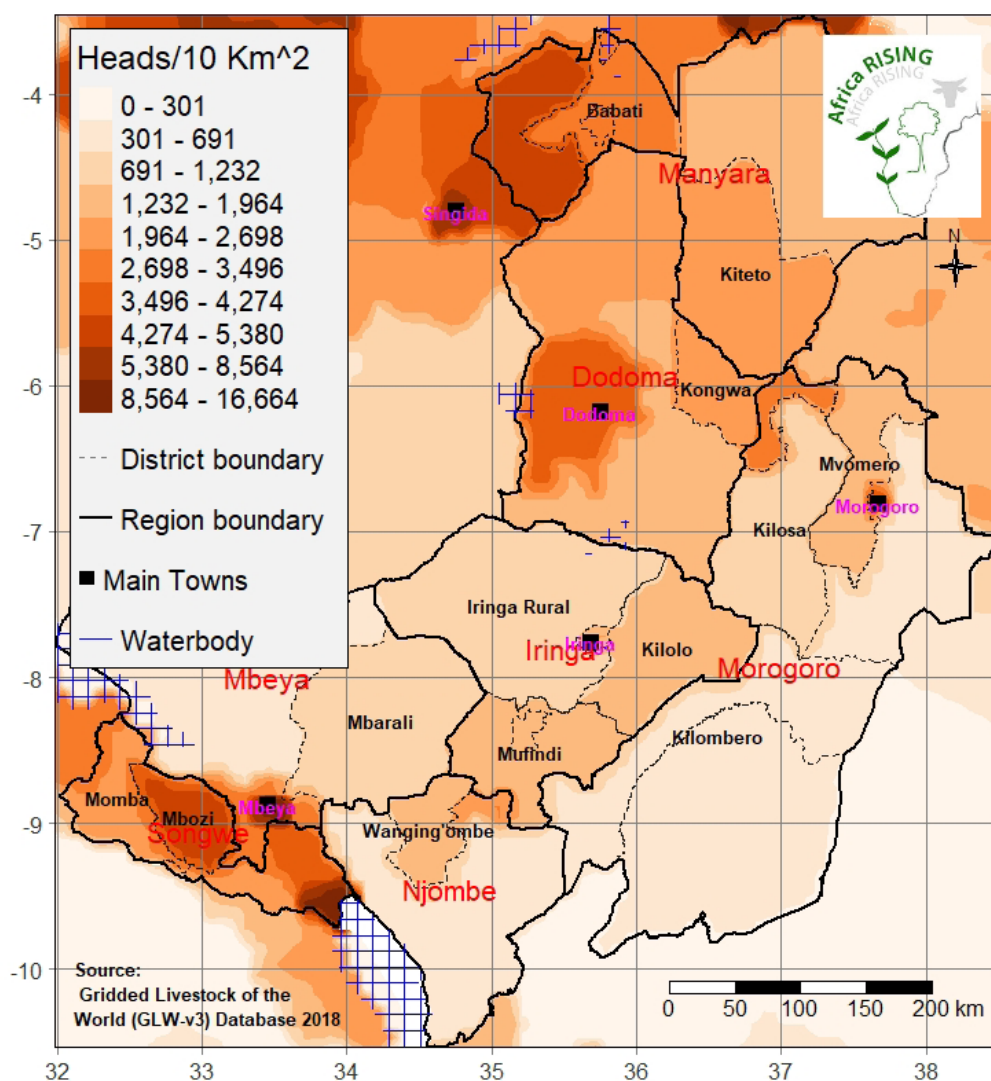 Heads/10 Km^2
0 - 301
301 - 691
691 - 1,232
1,232 - 1,964
1,964 - 2,698
2,698 - 3,496
3,496 - 4,274
4,274 - 5,380
5,380 - 8,564
8,564 - 16,664
District boundary
Region boundary
Main Towns
Waterbody
Africa RISING
Africa RISING
N
-4
-5
-6
-7
-8
-9
-10
Babati
Manyara
Singida
Kiteto
Dodoma
Kongwa
Dodoma
Mvomero
Morogoro
Kilosa
Iringa Rural
Iringa
Iringa
Kilolo
Morogoro
Mbeya
Mbarali
Mufindi
Kilombero
Momba
Mbozi
Mbeya
Songwe
Wanging'ombe
Njombe
Source:
Gridded Livestock of the
World (GLW-v3) Database 2018
0 50 100 150 200 km
32 33 34 35 36 37 38